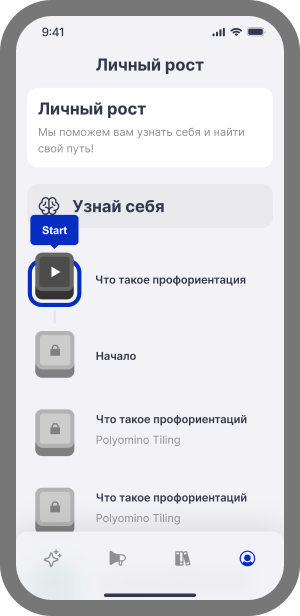 9:41
Личный рост
Личный рост
Мы поможем вам узнать себя и найти
свой путь!
Узнай себя
Start
Что такое профориентация
Начало
Что такое профориентаций
Polyomino Tiling
Что такое профориентаций
Polyomino Tiling